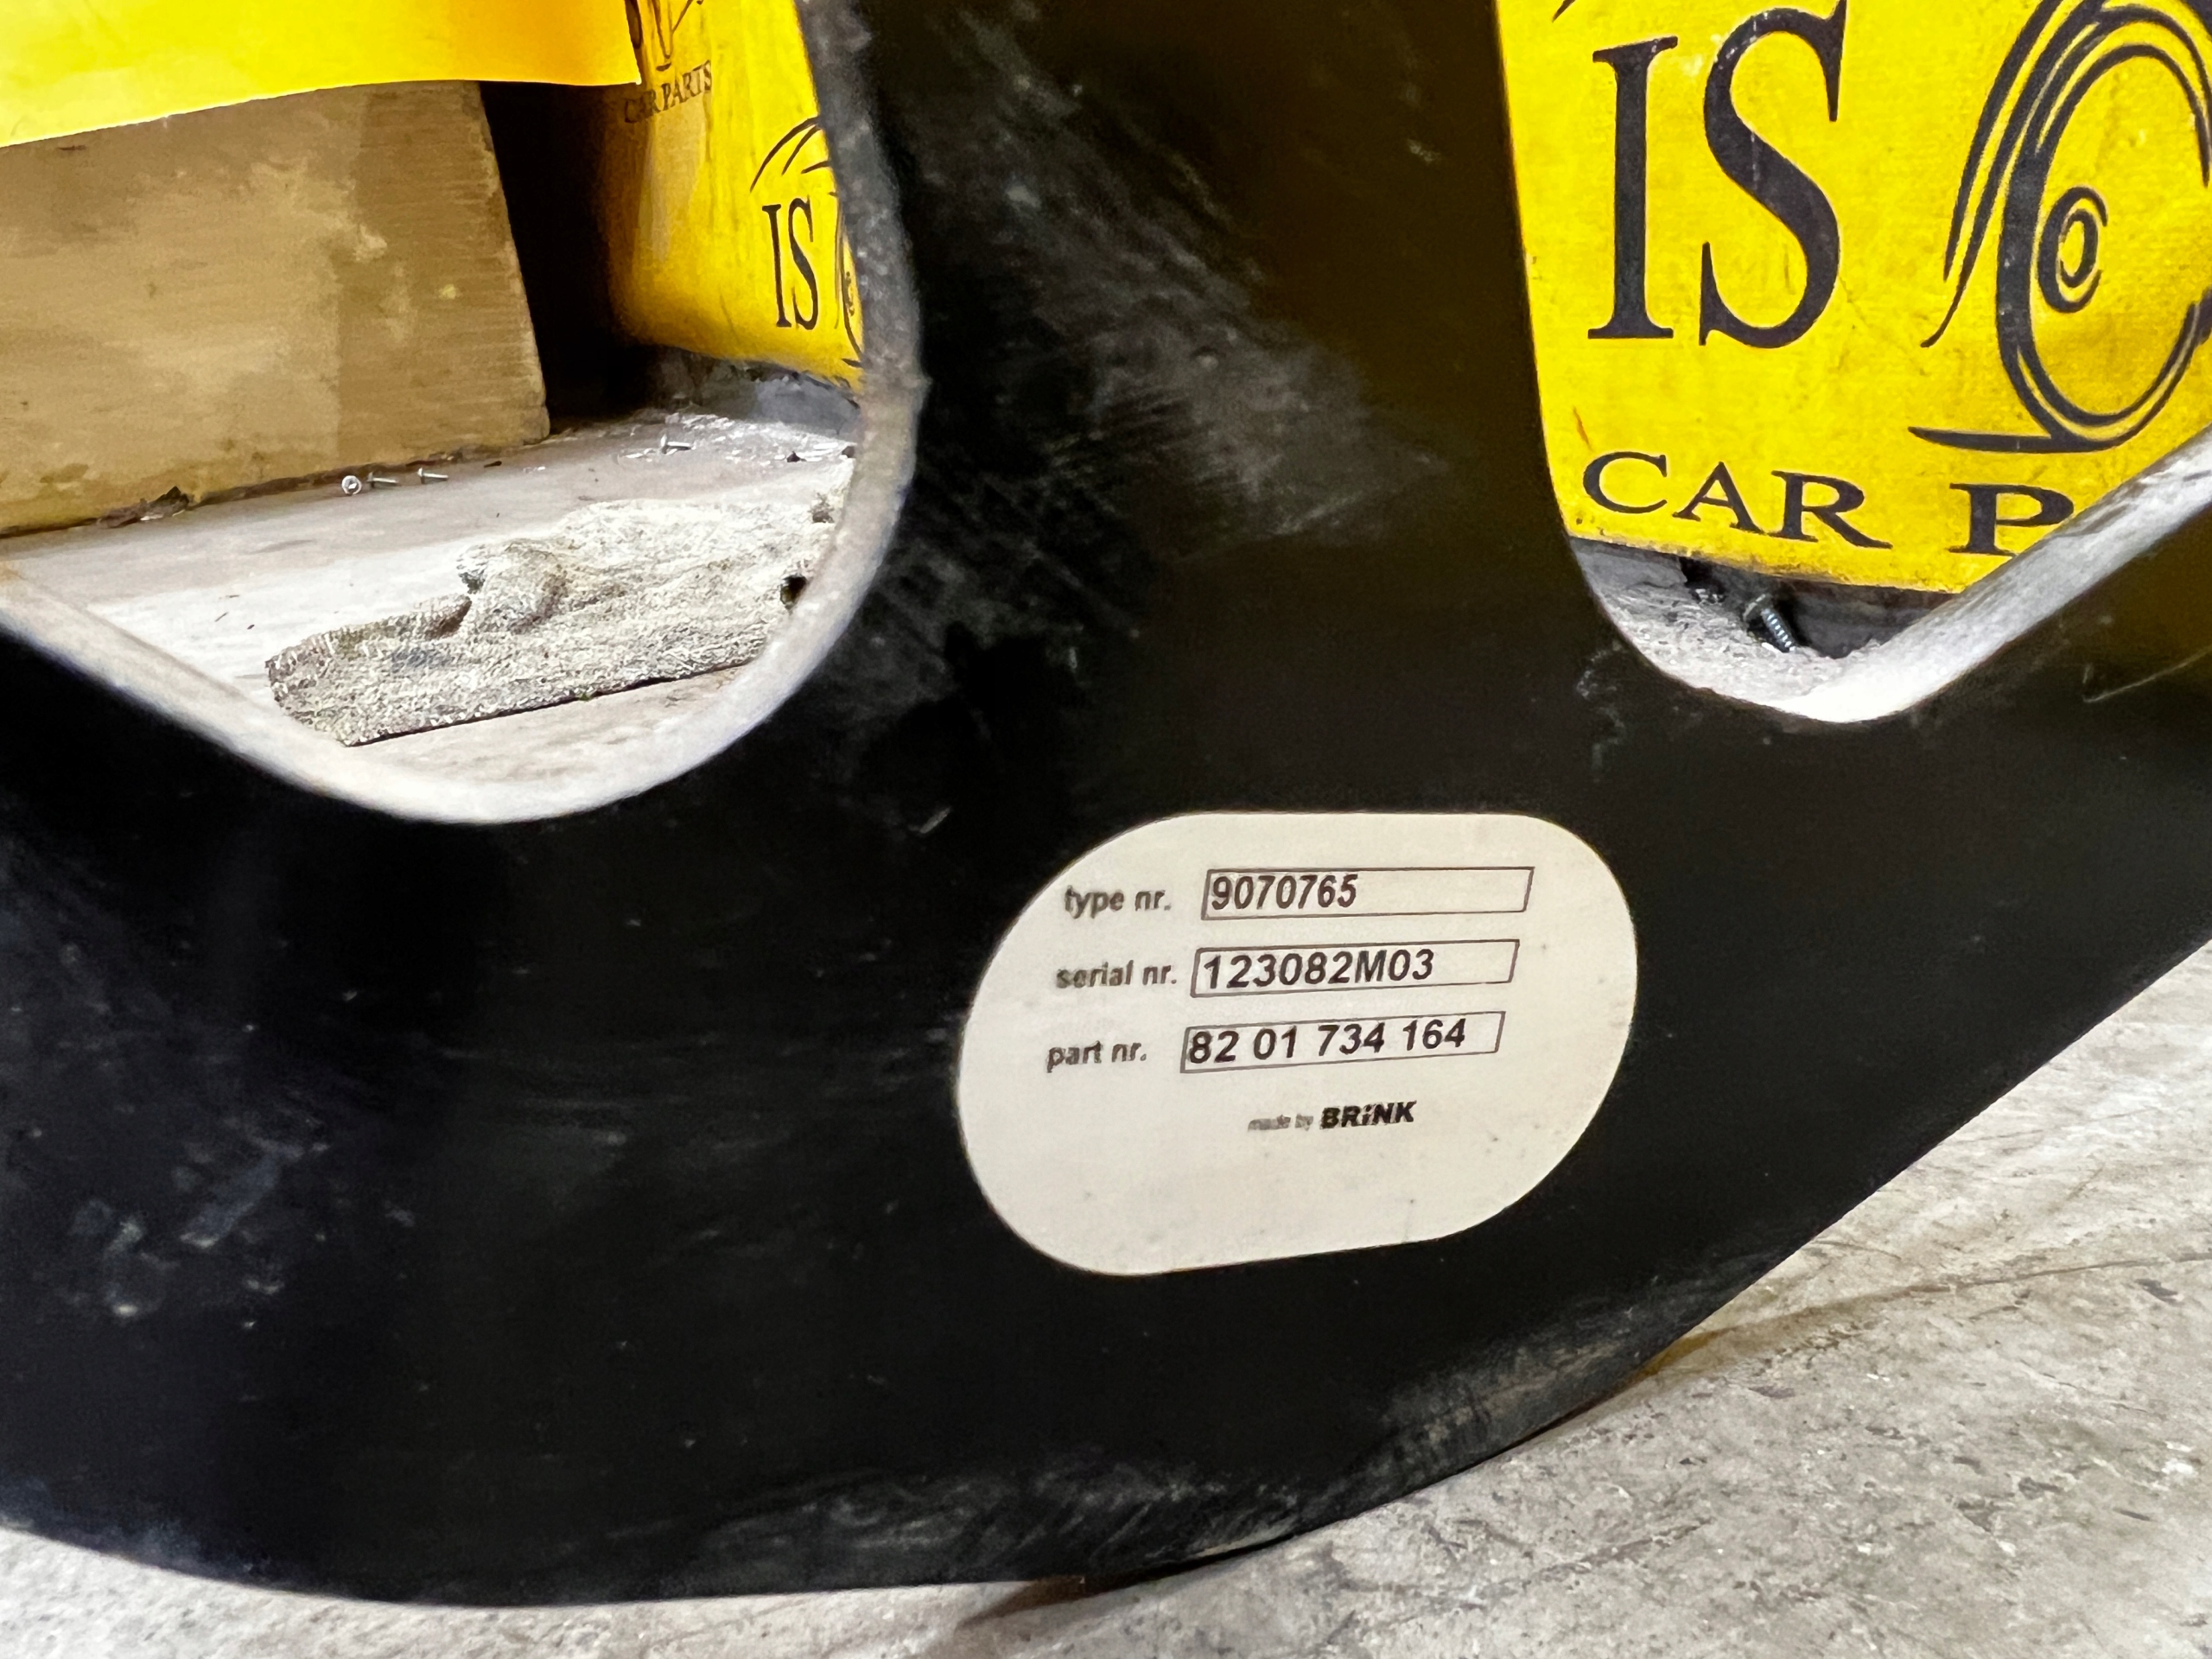 CAR PARTS
IS
IS
CAR P
type nr. 9070765
serial nr. 123082M03
part nr. 82 01 734 164
made by BRINK